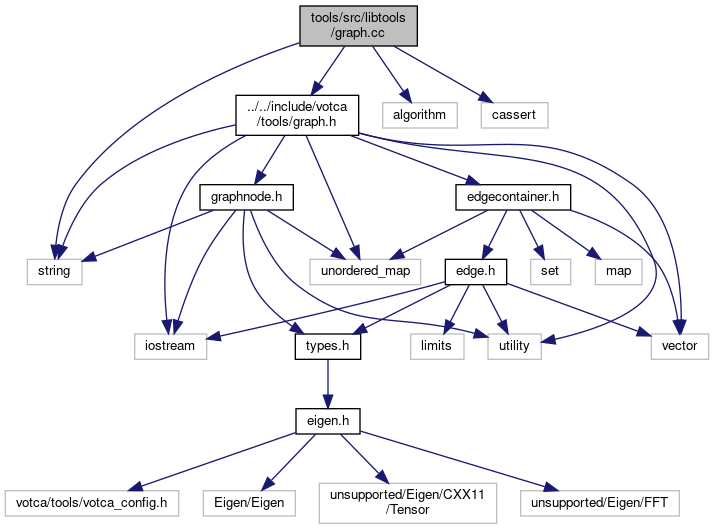 tools/src/libtools
/graph.cc
../../include/votca
/tools/graph.h
algorithm
cassert
graphnode.h
edgecontainer.h
string
unordered_map
edge.h
set
map
iostream
types.h
limits
utility
vector
eigen.h
votca/tools/votca_config.h
Eigen/Eigen
unsupported/Eigen/CXX11
/Tensor
unsupported/Eigen/FFT